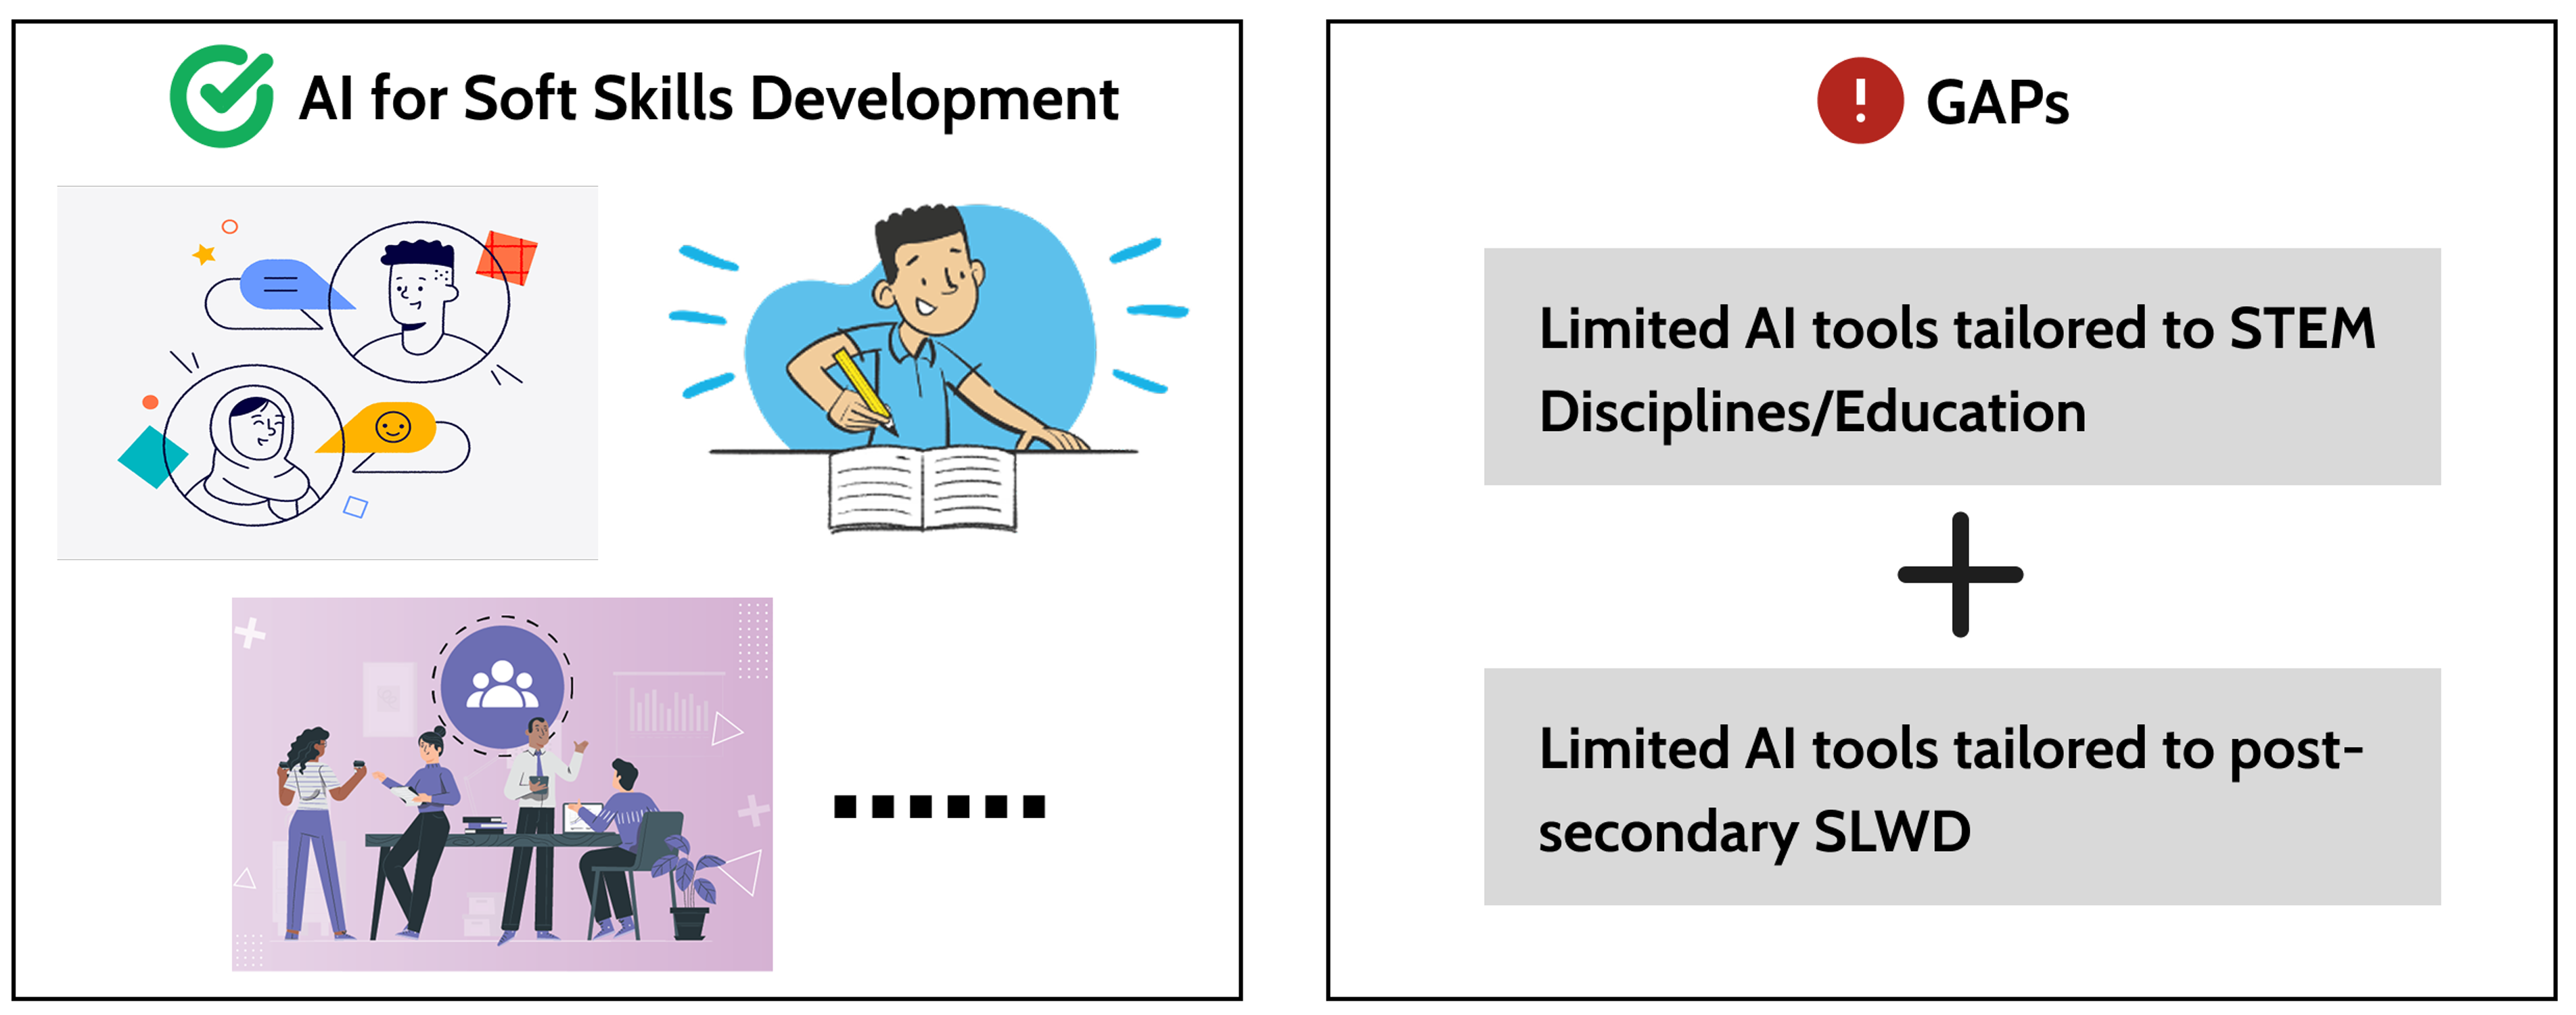 AI for Soft Skills Development
GAPs
Limited AI tools tailored to STEM
Disciplines/Education
Limited AI tools tailored to post-
secondary SLWD